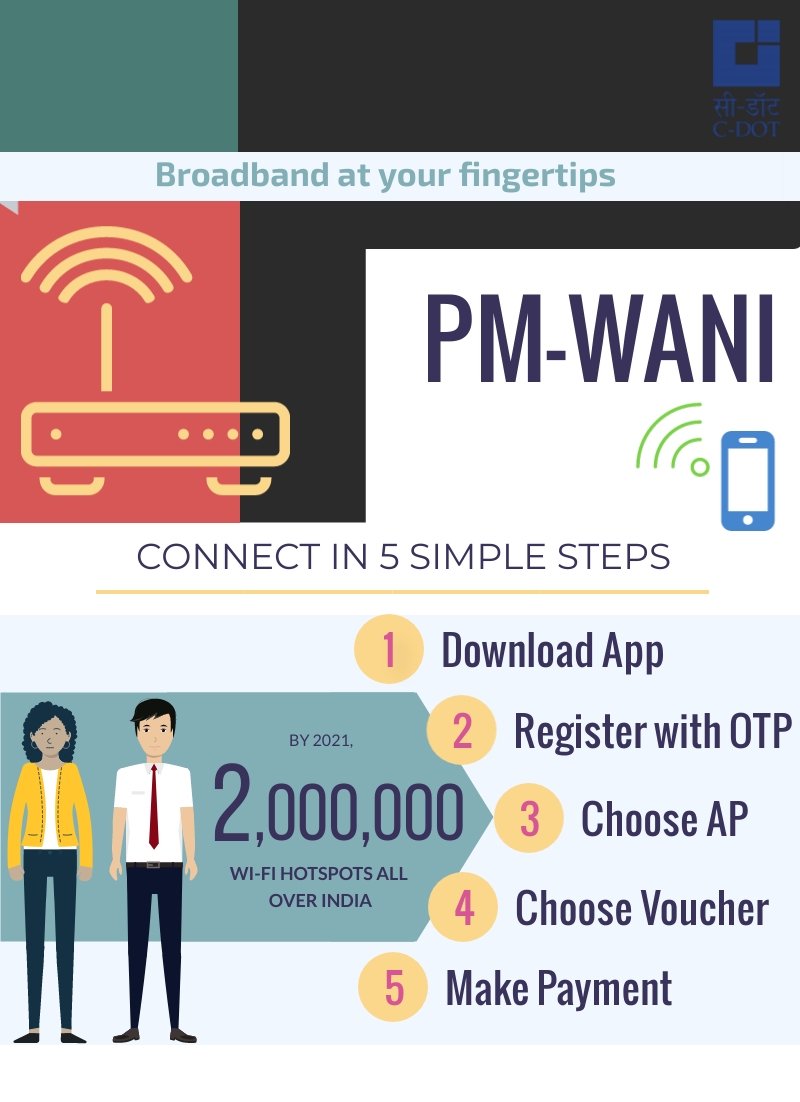 सी-डॉट
C-DOT
Broadband at your fingertips
PM-WANI
CONNECT IN 5 SIMPLE STEPS
1 Download App
2 Register with OTP
3 Choose AP
4 Choose Voucher
5 Make Payment
BY 2021,
2,000,000
WI-FI HOTSPOTS ALL
OVER INDIA